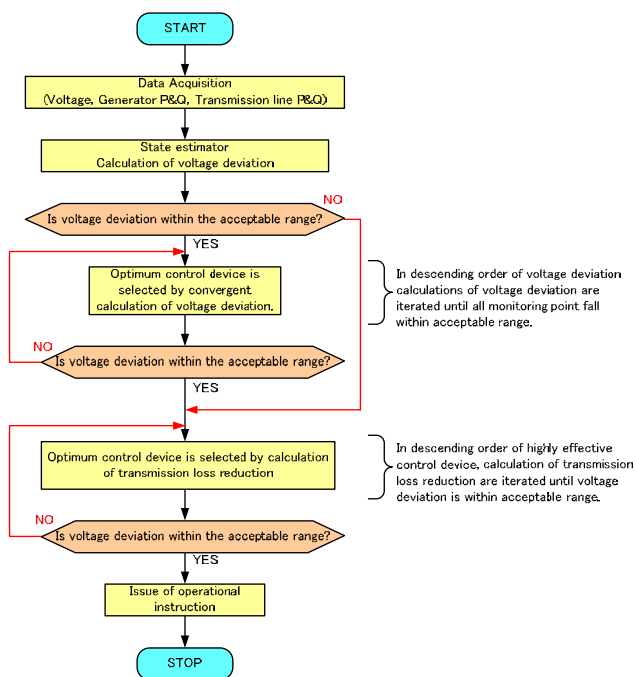 START
Data Acquisition
(Voltage, Generator P&Q, Transmission line P&Q)
State estimator
Calculation of voltage deviation
NO
Is voltage deviation within the acceptable range?
YES
Optimum control device is
selected by convergent
calculation of voltage deviation.
In descending order of voltage deviation
calculations of voltage deviation are
iterated until all monitoring point fall
within acceptable range.
NO
Is voltage deviation within the acceptable range?
YES
Optimum control device is selected by calculation
of transmission loss reduction
In descending order of highly effective
control device, calculation of transmission
loss reduction are iterated until voltage
deviation is within acceptable range.
NO
Is voltage deviation within the acceptable range?
YES
Issue of operational
instruction
STOP